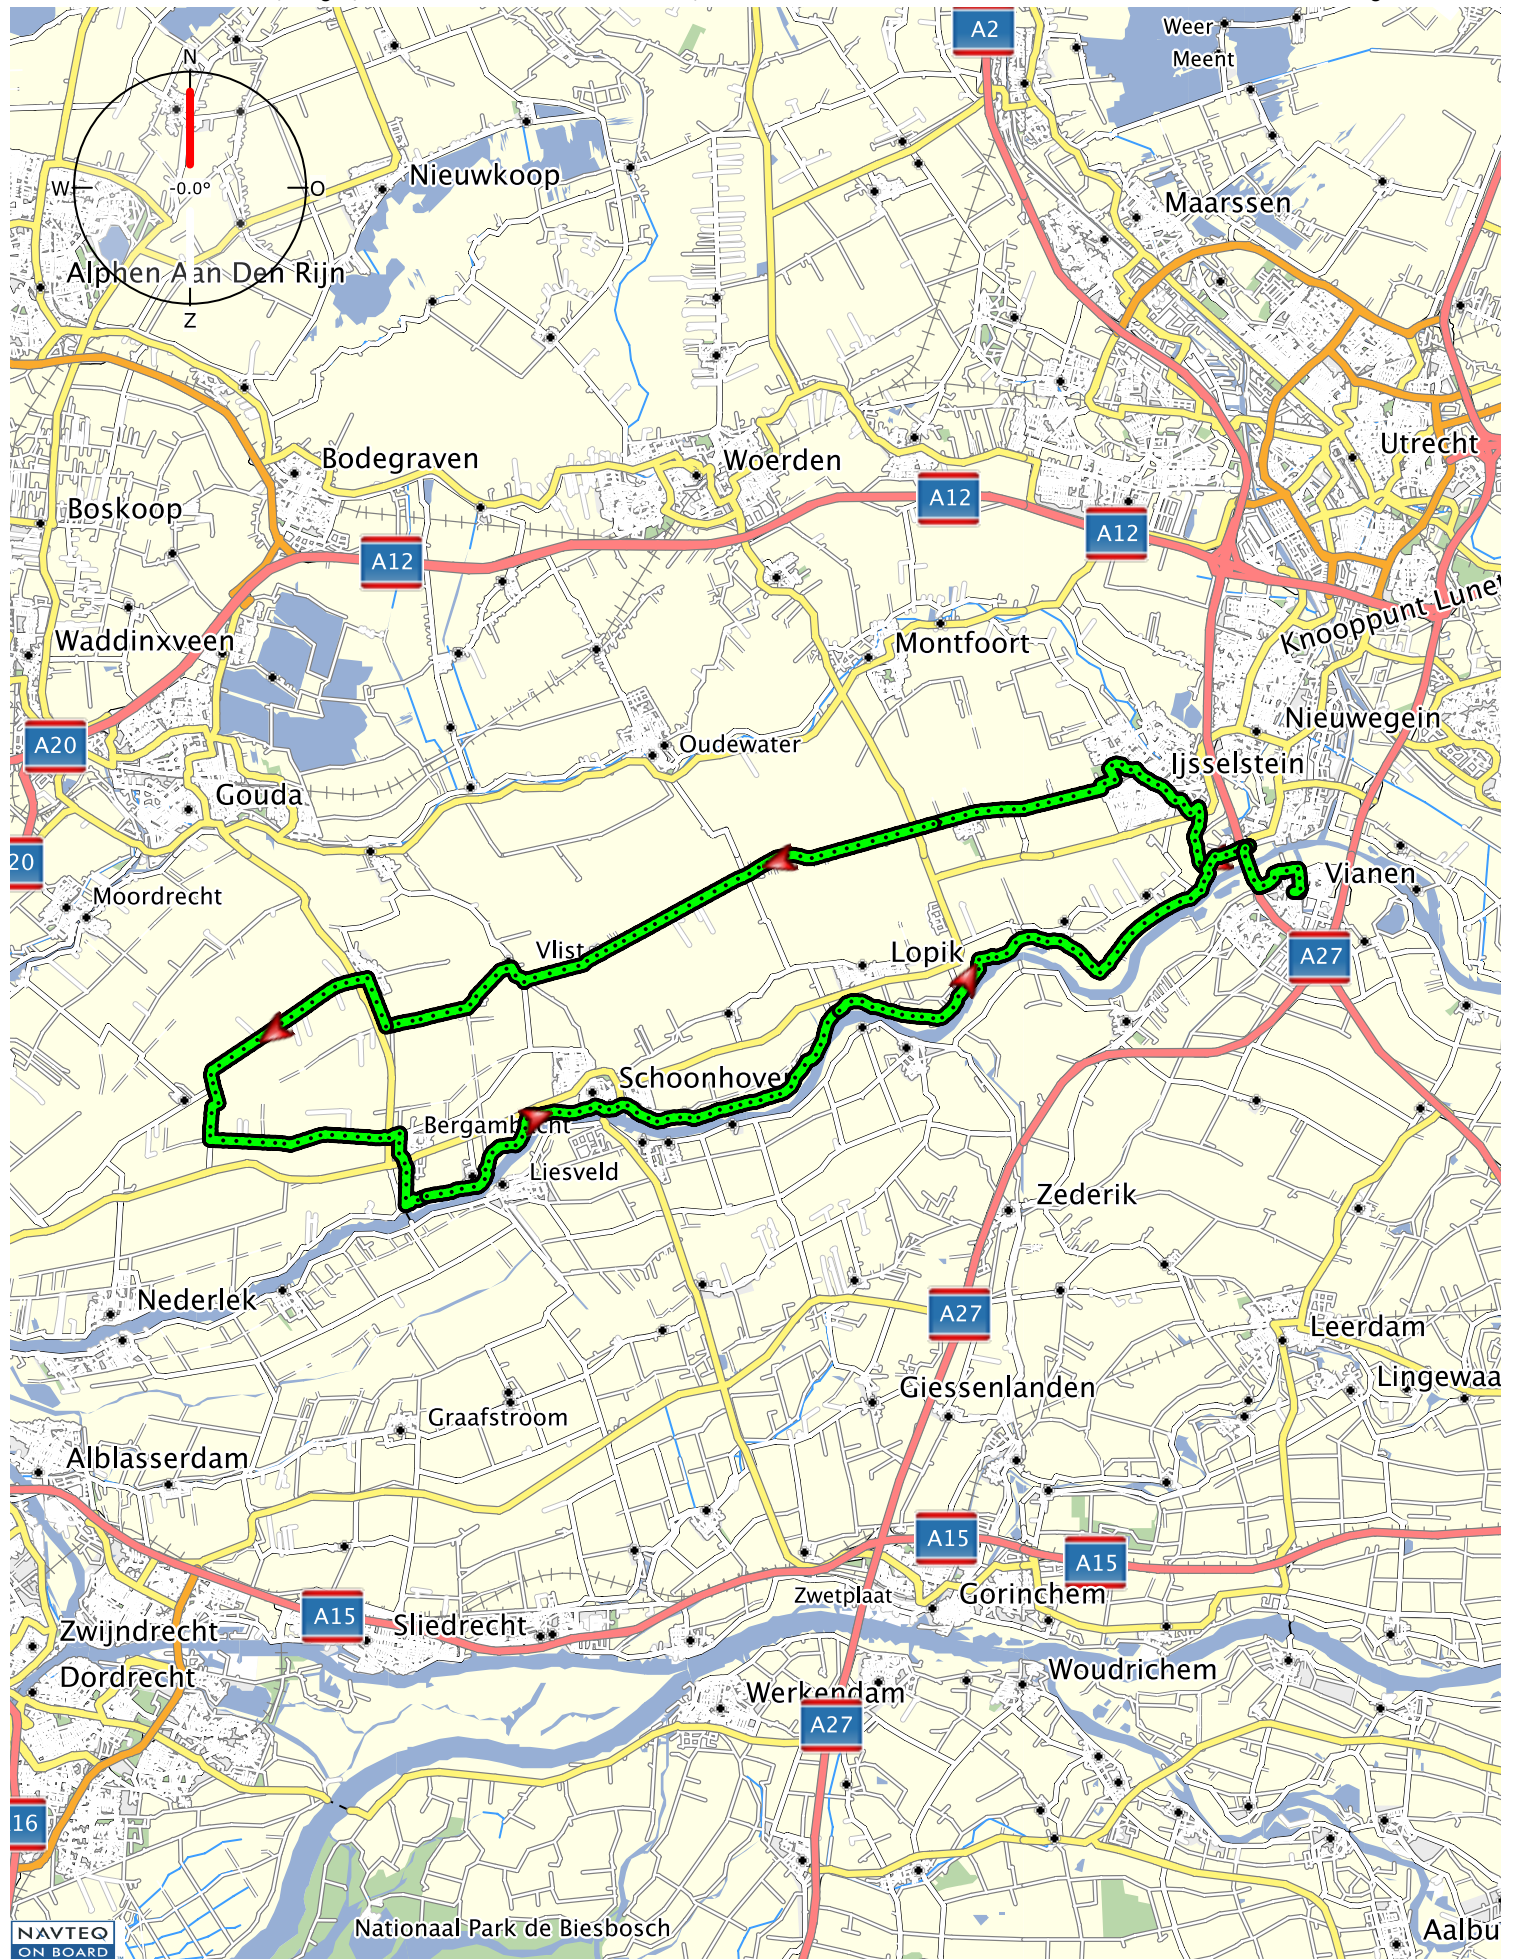 A2
Weer
Meent
N
Nieuwkoop
W
-0.0°
O
Maarssen
Alphen Aan Den Rijn
Z
Utrecht
Bodegraven
Woerden
A12
Boskoop
A12
A12
Knooppunt Lunet
Waddinxveen
Montfoort
Nieuwegein
A20
Oudewater
Ijsselstein
Gouda
20
Vianen
Moordrecht
Vlist
Lopik
A27
Schoonhoven
Bergambacht
Liesveld
Zederik
Nederlek
A27
Leerdam
Lingewaa
Giessenlanden
Graafstroom
Alblasserdam
A15
A15
Zwetplaat
Gorinchem
A15
Sliedrecht
Zwijndrecht
Woudrichem
Dordrecht
Werkendam
A27
16
Nationaal Park de Biesbosch
Aalbu
NAVTEQ
ON BOARD